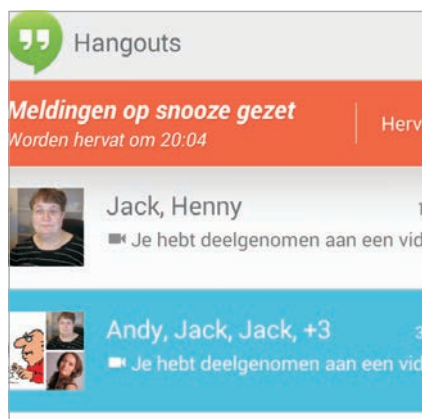 Hangouts
Meldingen op snooze gezet
Worden hervat om 20:04
Herv
Jack, Henny
Je hebt deelgenomen aan een vid
Andy, Jack, Jack, +3
3
Je hebt deelgenomen aan een vid